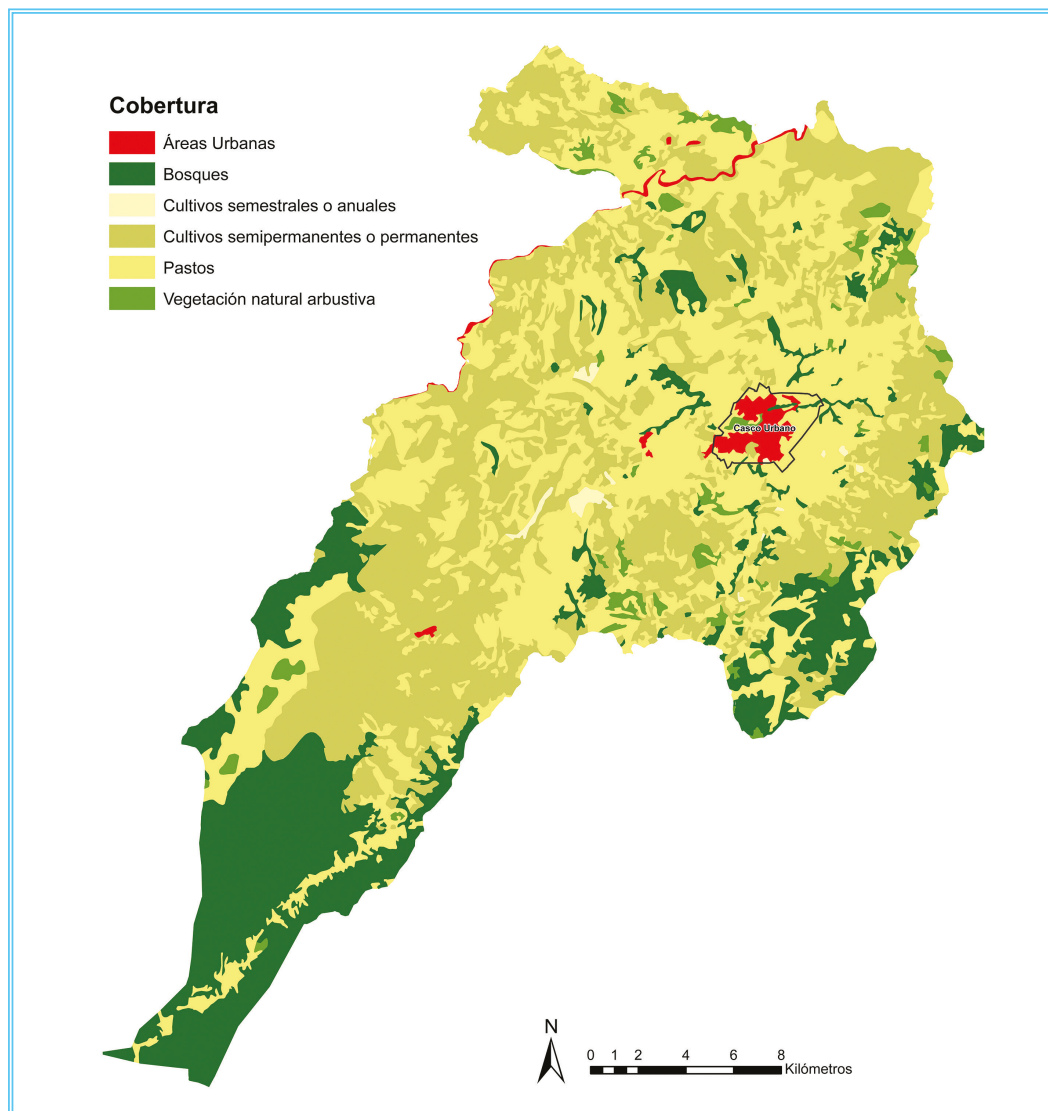 Cobertura
Áreas Urbanas
Bosques
Cultivos semestrales o anuales
Cultivos semipermanentes o permanentes
Pastos
Vegetación natural arbustiva
Casco Urbano
N
0 1 2 4 6 8
Kilómetros